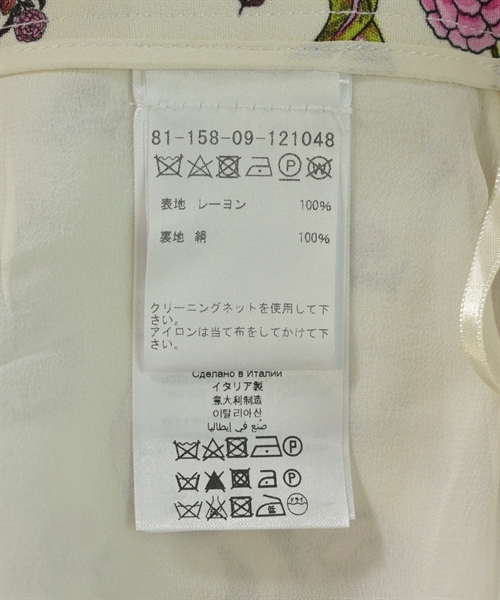 81-158-09-121048
P W
表地 レーヨン 100%
裏地 絹 100%
クリーニングネットを使用して下
さい。
アイロンは当て布をしてかけて下
さい。
Сделано в Италии
イタリア製
意大利制造
이탈리아산
صنع في إيطاليا
P
P
ドライ